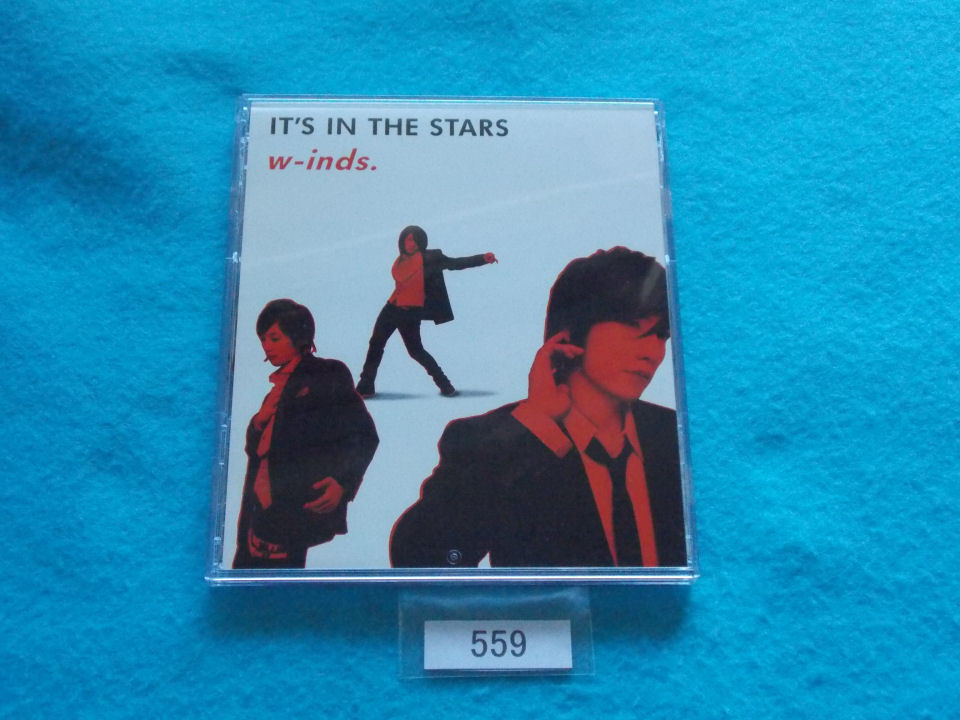 IT'S IN THE STARS
w-inds.
559